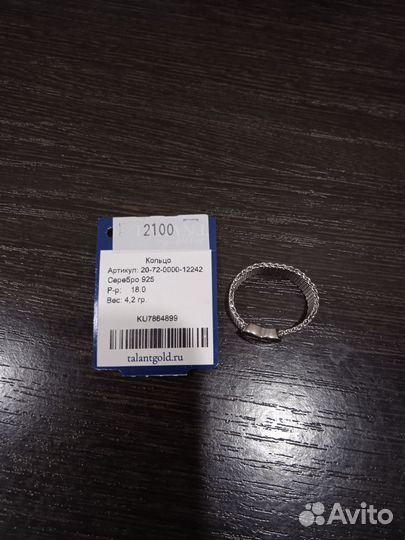 2100
Кольцо
Артикул: 20-72-0000-12242
Серебро 925
Р-р: 18.0
Вес: 4,2 гр.
KU7864899
talantgold.ru
Avito